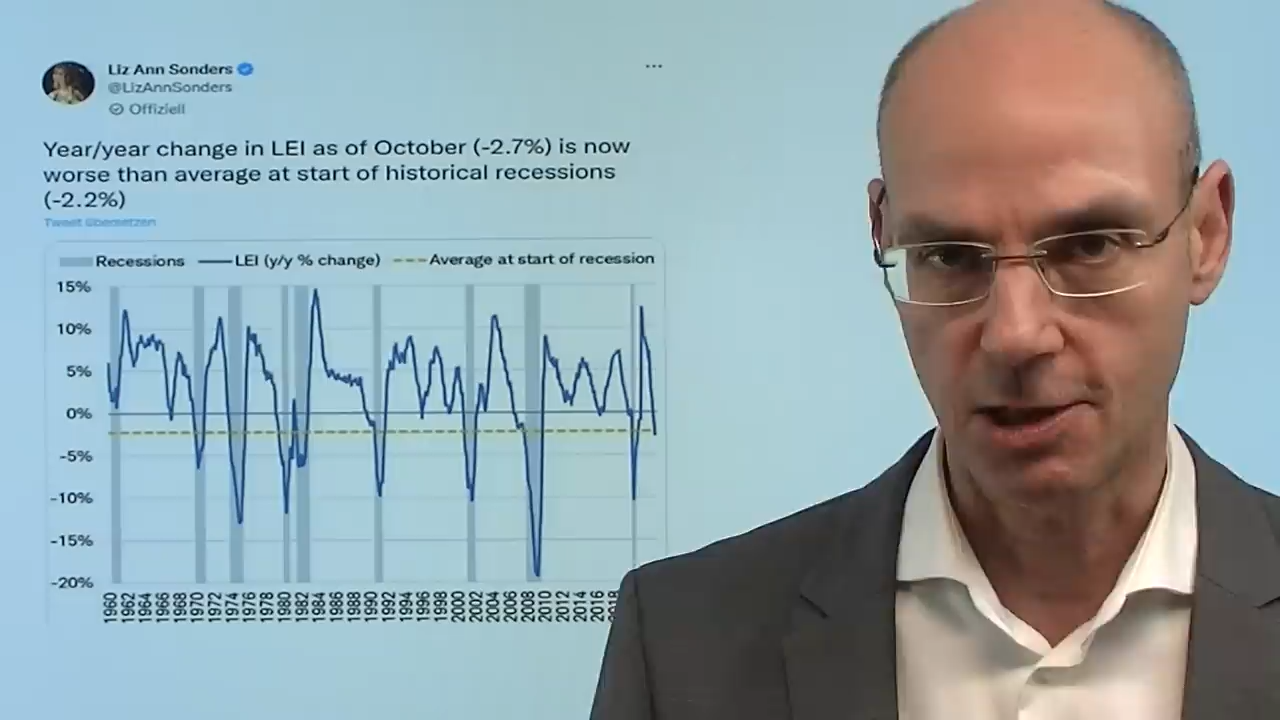 Liz Ann Sonders
@LizAnnSonders
Offiziell
Year/year change in LEI as of October (-2.7%) is now
worse than average at start of historical recessions
(-2.2%)
Tweet übersetzen
Recessions LEI (y/y % change) Average at start of recession
15%
10%
5%
0%
-5%
-10%
-15%
-20%
1960 1962 1964 1966 1968 1970 1972 1974 1976 1978 1980 1982 1984 1986 1988 1990 1992 1994 1996 1998 2000 2002 2004 2006 2008 2010 2012 2014 2016